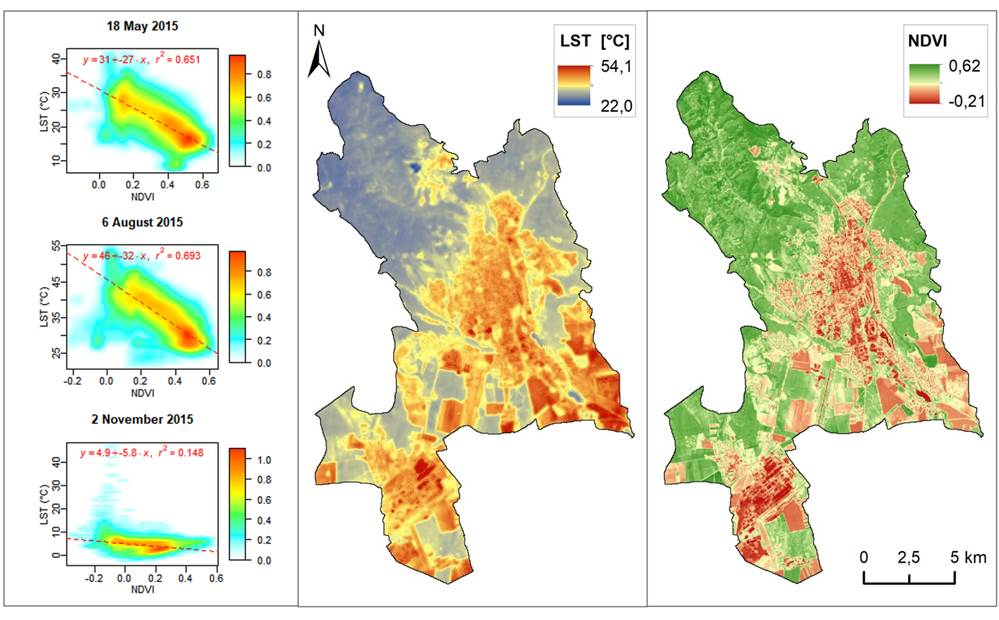 18 May 2015
y = 31 + -27 · x, r² = 0.651
LST (°C)
40
30
20
10
0.0 0.2 0.4 0.6
NDVI
0.8
0.6
0.4
0.2
0.0
6 August 2015
y = 46 + -32 · x, r² = 0.693
LST (°C)
55
45
35
25
-0.2 0.0 0.2 0.4 0.6
NDVI
0.8
0.6
0.4
0.2
0.0
2 November 2015
y = 4.9 + -5.8 · x, r² = 0.148
LST (°C)
40
30
20
10
0
-0.2 0.0 0.2 0.4 0.6
NDVI
1.0
0.8
0.6
0.4
0.2
0.0
N
LST [°C]
54,1
22,0
NDVI
0,62
-0,21
0 2,5 5 km